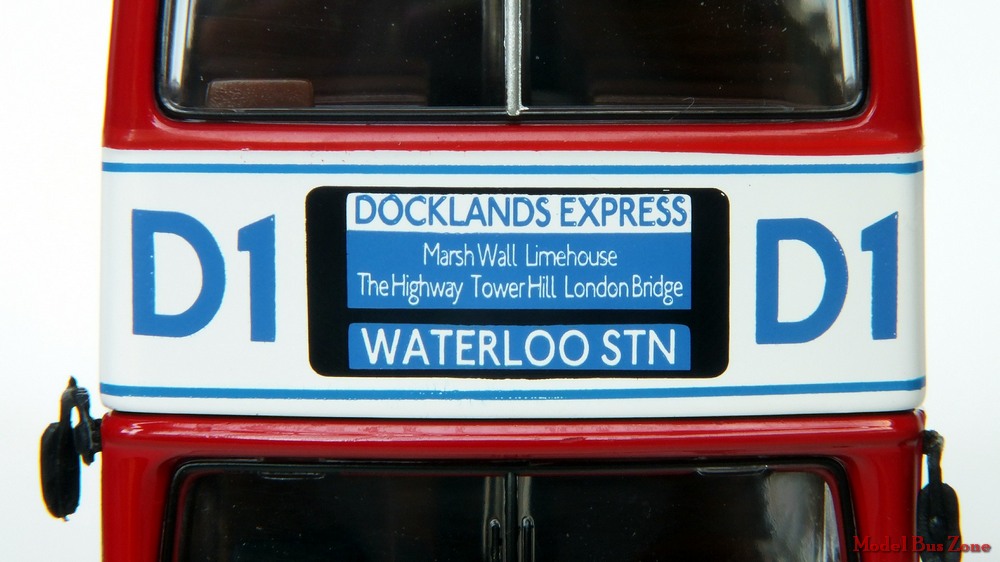 D1
DOCKLANDS EXPRESS
Marsh Wall Limehouse
The Highway Tower Hill London Bridge
WATERLOO STN
D1
Model Bus Zone